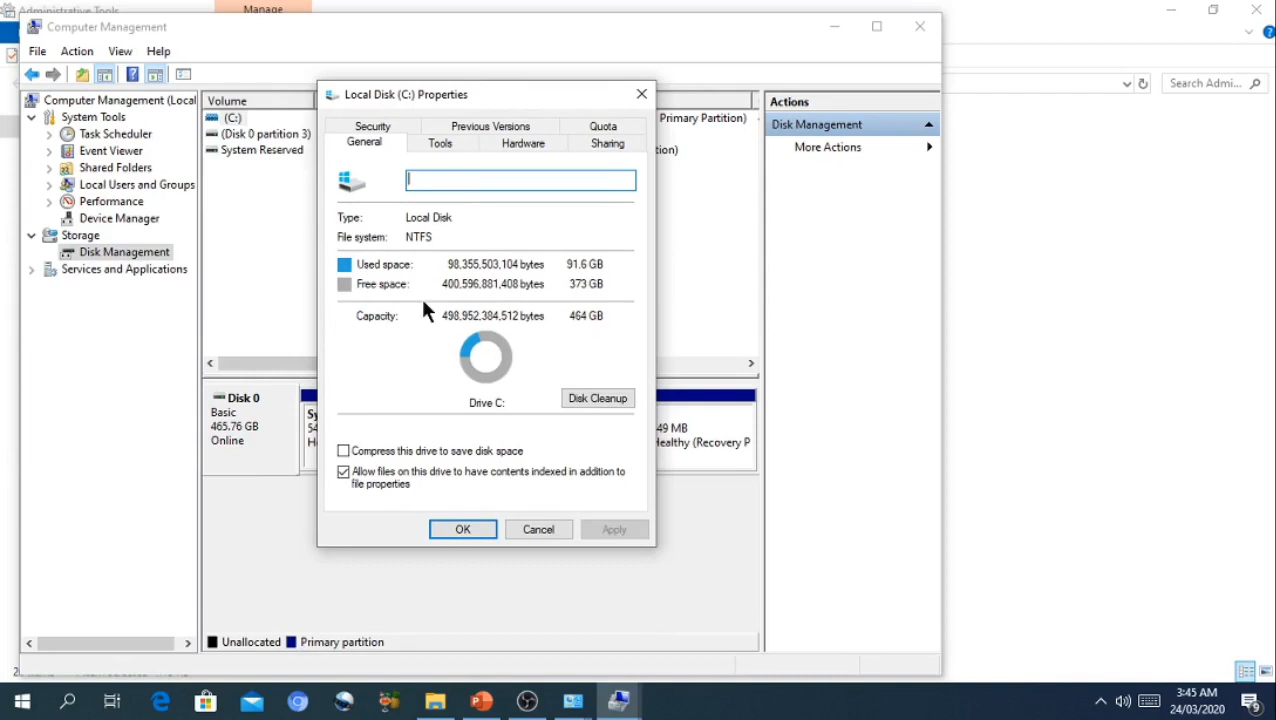 Administrative Tools
Manage
Computer Management
File Action View Help
Search Admi...
Computer Management (Local
System Tools
Task Scheduler
Event Viewer
Shared Folders
Local Users and Groups
Performance
Device Manager
Storage
Disk Management
Services and Applications
Volume
(C:)
(Disk 0 partition 3)
System Reserved
Primary Partition)
tion)
Actions
Disk Management
More Actions
Local Disk (C:) Properties
Security Previous Versions Quota
General Tools Hardware Sharing
Type: Local Disk
File system: NTFS
Used space: 98,355,503,104 bytes 91.6 GB
Free space: 400,596,881,408 bytes 373 GB
Capacity: 498,952,384,512 bytes 464 GB
Drive C:
Disk Cleanup
Compress this drive to save disk space
Allow files on this drive to have contents indexed in addition to
file properties
OK Cancel Apply
Disk 0
Basic
465.76 GB
Online
Sy
54
H
49 MB
ealthy (Recovery P
Unallocated Primary partition
3:45 AM
24/03/2020
9